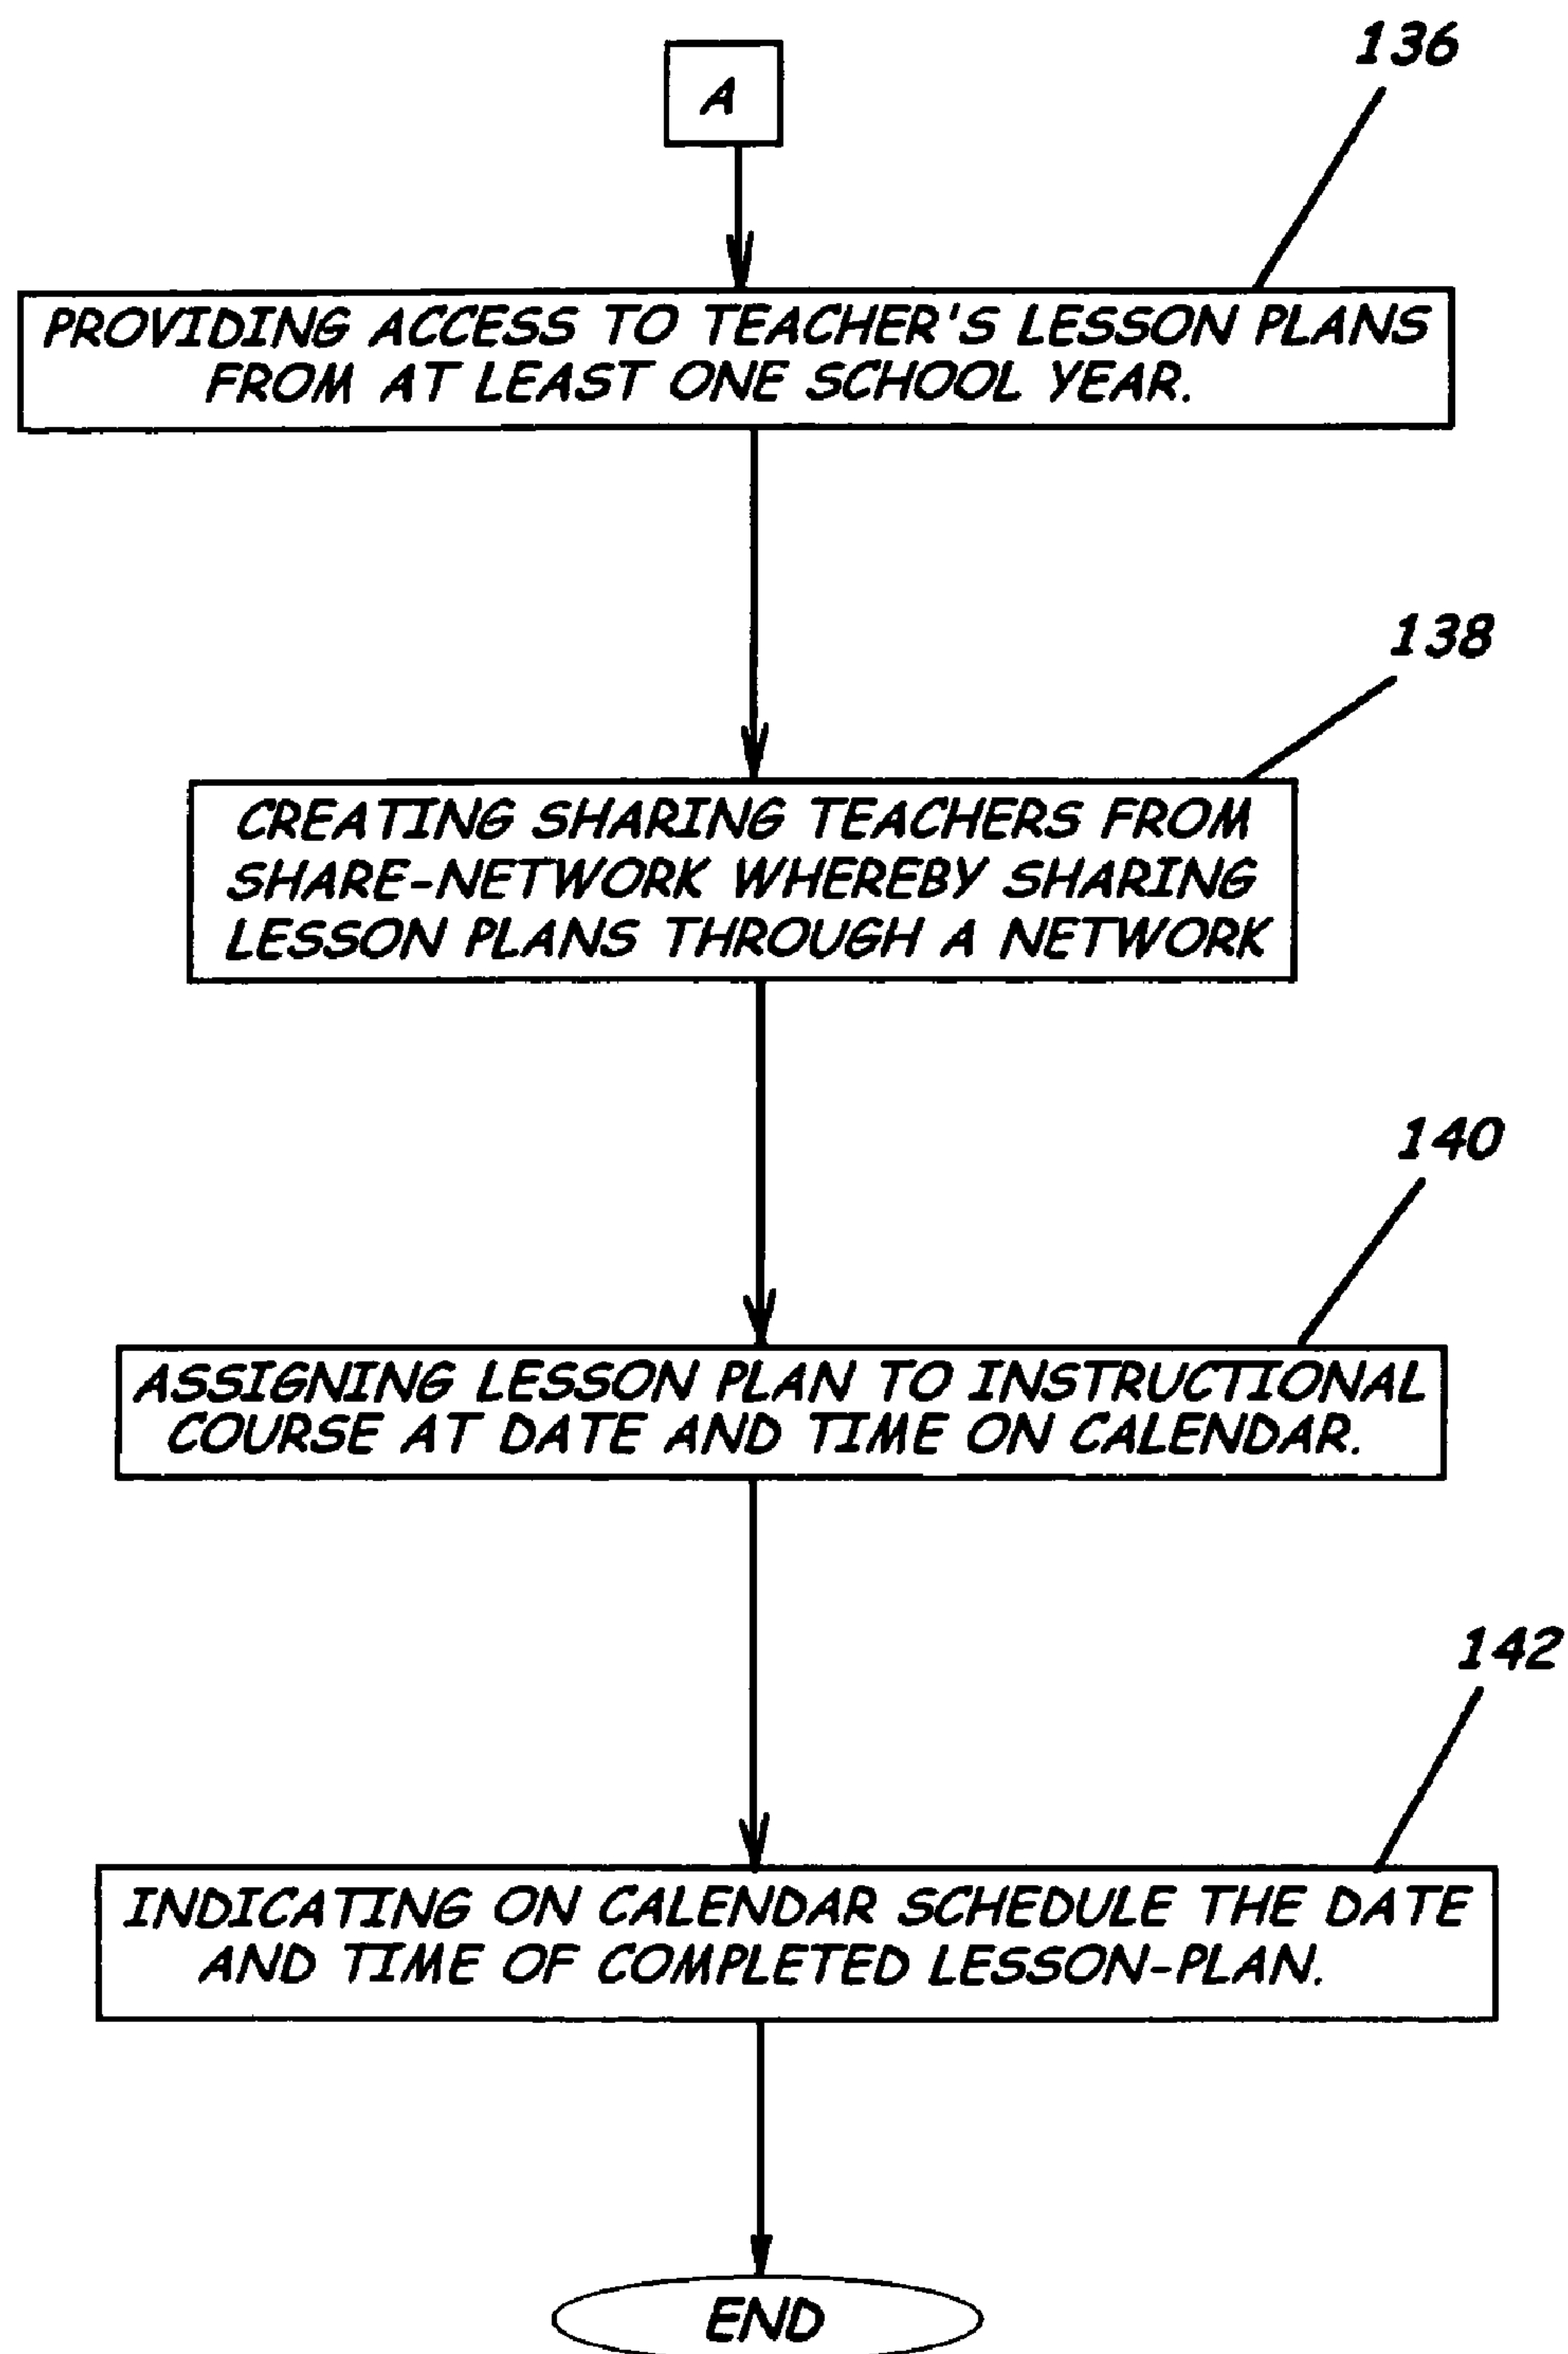 136
A
PROVIDING ACCESS TO TEACHER'S LESSON PLANS
FROM AT LEAST ONE SCHOOL YEAR.
138
CREATING SHARING TEACHERS FROM
SHARE-NETWORK WHEREBY SHARING
LESSON PLANS THROUGH A NETWORK
140
ASSIGNING LESSON PLAN TO INSTRUCTIONAL
COURSE AT DATE AND TIME ON CALENDAR.
142
INDICATING ON CALENDAR SCHEDULE THE DATE
AND TIME OF COMPLETED LESSON-PLAN.
END